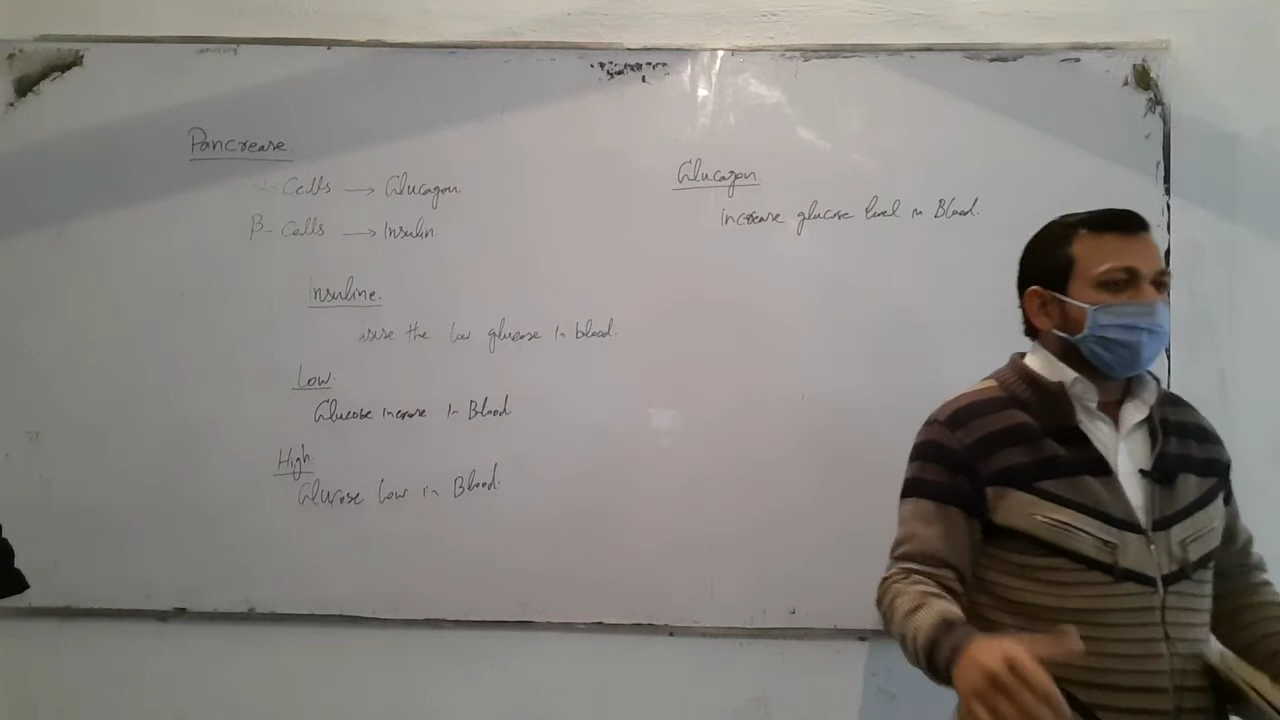 Pancrease
α-Cells → Glucagon
β-Cells → Insulin
Insuline.
the low glucose in blood.
Low.
Glucose increase in Blood
High.
Glucose low in Blood.
Glucagon.
increase glucose level in Blood.